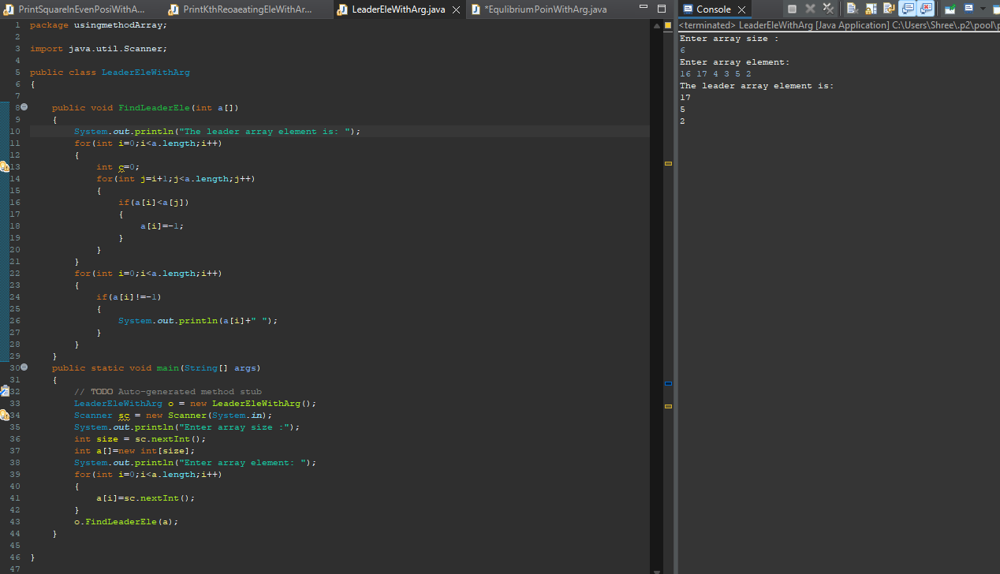 PrintSquareInEvenPosiWithA... PrintKthReoaeatingEleWithAr... LeaderEleWithArg.java *EqulibriumPoinWithArg.java
1 package usingmethodArray;
2
3 import java.util.Scanner;
4
5 public class LeaderEleWithArg
6 {
7
8 public void FindLeaderEle(int a[])
9 {
10 System.out.println("The leader array element is: ");
11 for(int i=0;i<a.length;i++)
12 {
13 int c=0;
14 for(int j=i+1;j<a.length;j++)
15 {
16 if(a[i]<a[j])
17 {
18 a[i]=-1;
19 }
20 }
21 }
22 for(int i=0;i<a.length;i++)
23 {
24 if(a[i]!=-1)
25 {
26 System.out.println(a[i]+" ");
27 }
28 }
29 }
30 public static void main(String[] args)
31 {
32 // TODO Auto-generated method stub
33 LeaderEleWithArg o = new LeaderEleWithArg();
34 Scanner sc = new Scanner(System.in);
35 System.out.println("Enter array size :");
36 int size = sc.nextInt();
37 int a[]=new int[size];
38 System.out.println("Enter array element: ");
39 for(int i=0;i<a.length;i++)
40 {
41 a[i]=sc.nextInt();
42 }
43 o.FindLeaderEle(a);
44 }
45
46 }
47
Console
<terminated> LeaderEleWithArg [Java Application] C:\Users\Shree\.p2\pool\p
Enter array size :
6
Enter array element:
16 17 4 3 5 2
The leader array element is:
17
5
2